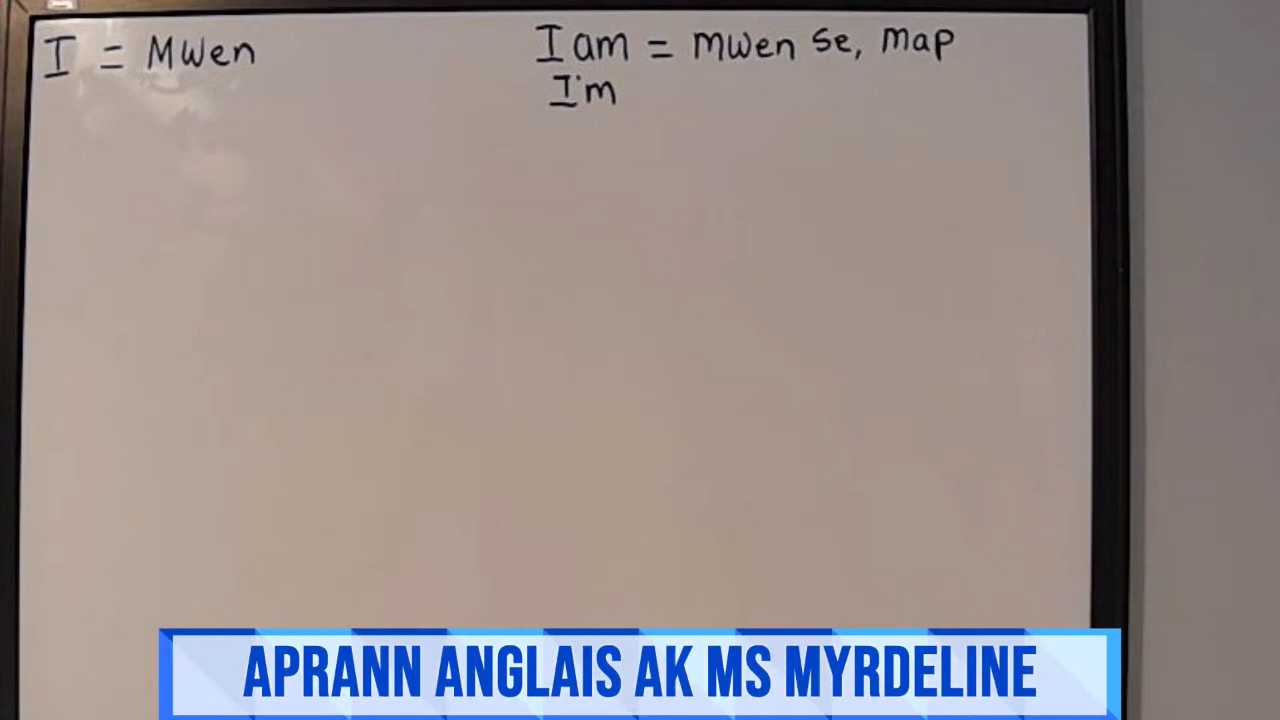 I = Mwen
I am = mwen se, map
I'm
APRANN ANGLAIS AK MS MYRDELINE